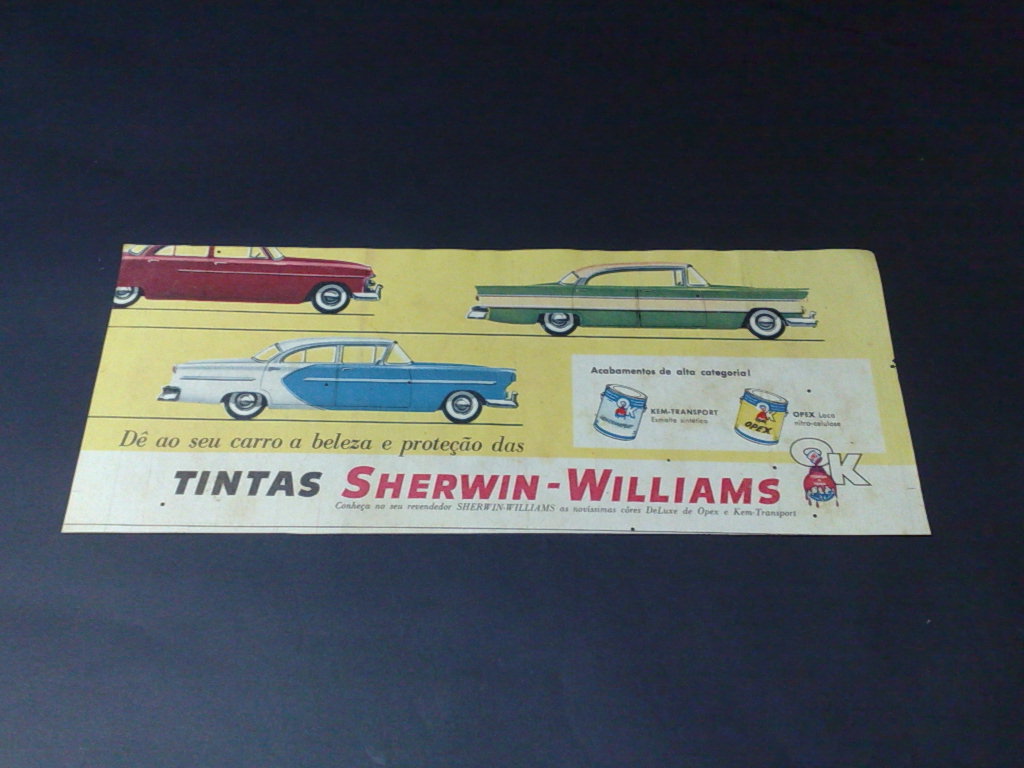 Acabamentos de alta categoria!
KEM-TRANSPORT
Esmalte sintético
OPEX Laca
nitro-celulose
OPEX
Dê ao seu carro a beleza e proteção das
TINTAS SHERWIN-WILLIAMS
OK
Conheça no seu revendedor SHERWIN-WILLIAMS as novíssimas côres DeLuxe de Opex e Kem-Transport